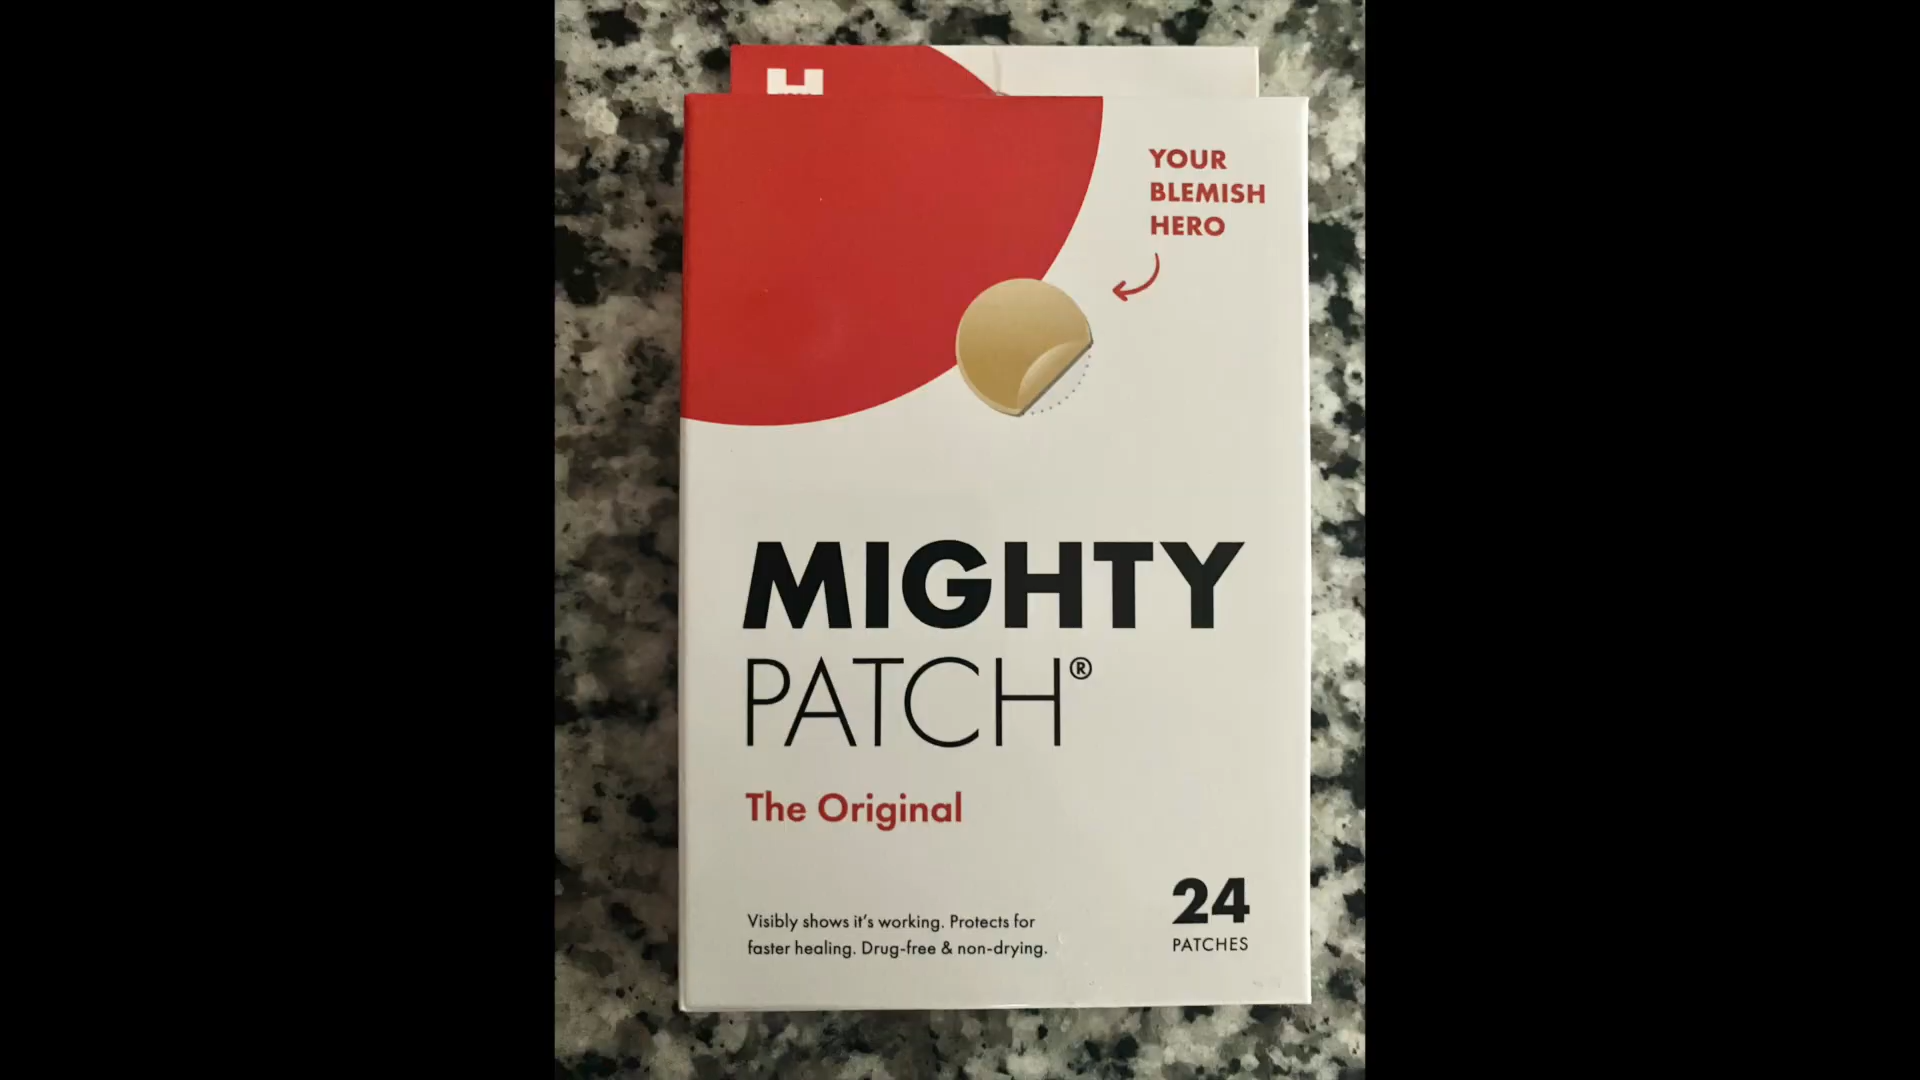 H
YOUR
BLEMISH
HERO
MIGHTY
PATCH®
The Original
24
PATCHES
Visibly shows it's working. Protects for
faster healing. Drug-free & non-drying.